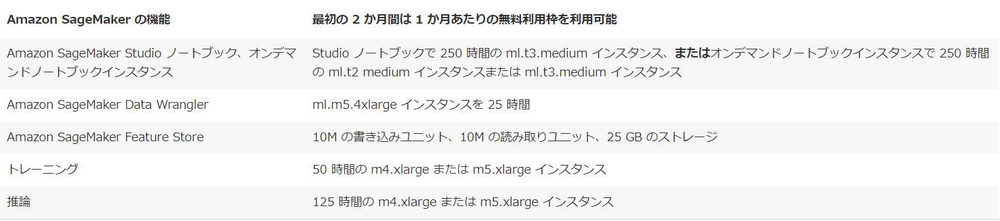 Amazon SageMaker の機能
最初の 2 か月間は 1 か月あたりの無料利用枠を利用可能
Amazon SageMaker Studio ノートブック、オンデマ
ンドノートブックインスタンス
Studio ノートブックで 250 時間の ml.t3.medium インスタンス、またはオンデマンドノートブックインスタンスで 250 時間
の ml.t2 medium インスタンスまたは ml.t3.medium インスタンス
Amazon SageMaker Data Wrangler
ml.m5.4xlarge インスタンスを 25 時間
Amazon SageMaker Feature Store
10M の書き込みユニット、10M の読み取りユニット、25 GB のストレージ
トレーニング
50 時間の m4.xlarge または m5.xlarge インスタンス
推論
125 時間の m4.xlarge または m5.xlarge インスタンス